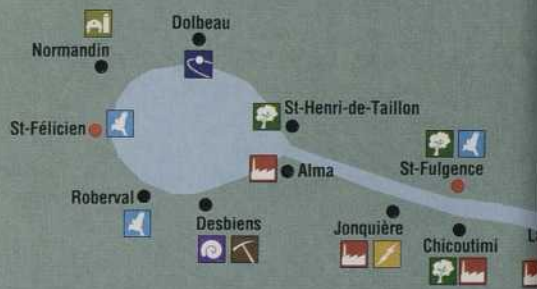 Dolbeau
Normandin
St-Félicien
St-Henri-de-Taillon
St-Fulgence
Alma
Roberval
Desbiens
Jonquière
Chicoutimi